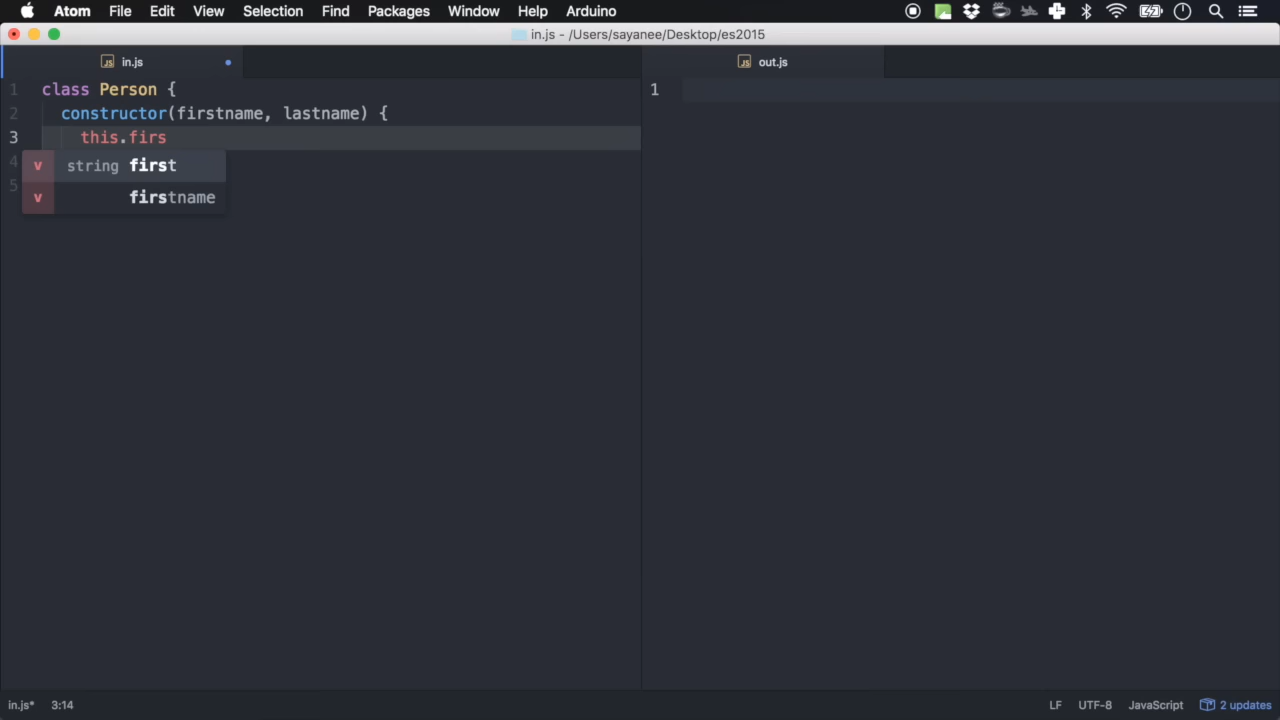 Atom File Edit View Selection Find Packages Window Help Arduino
in.js - /Users/sayanee/Desktop/es2015
in.js
out.js
1 class Person {
2 constructor(firstname, lastname) {
3 this.firs
4
5
v string first
v firstname
1
in.js* 3:14
LF UTF-8 JavaScript 2 updates